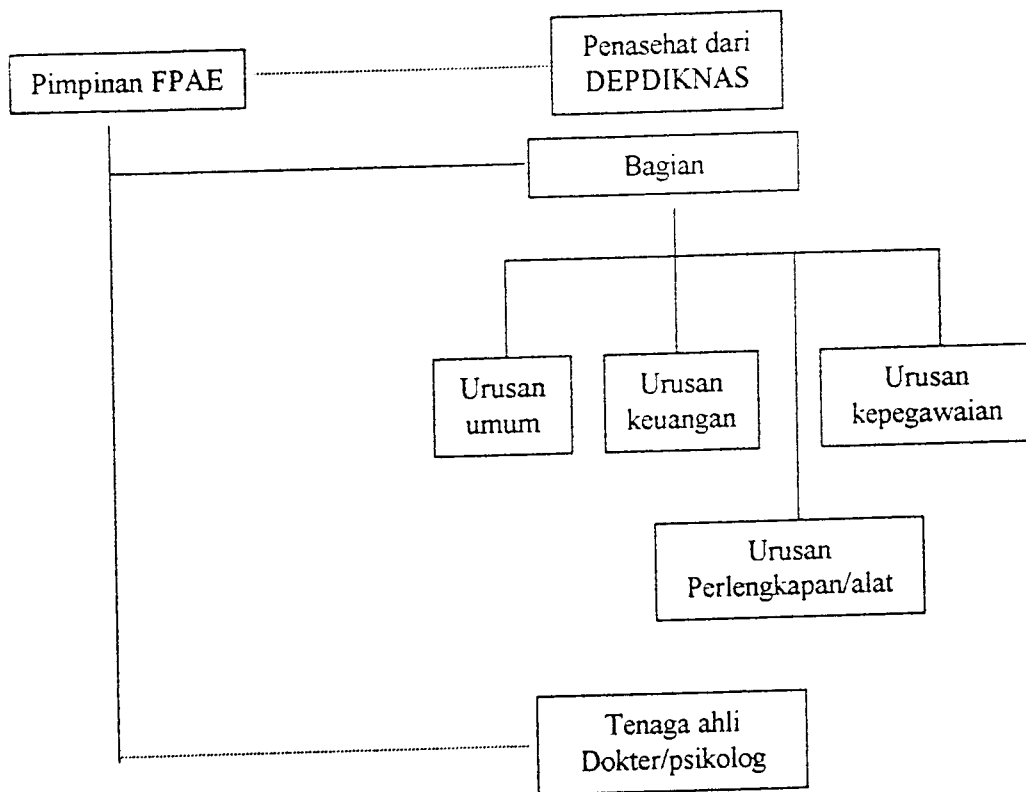 Pimpinan FPAE
Penasehat dari
DEPDIKNAS
Bagian
Urusan
umum
Urusan
keuangan
Urusan
kepegawaian
Urusan
Perlengkapan/alat
Tenaga ahli
Dokter/psikolog